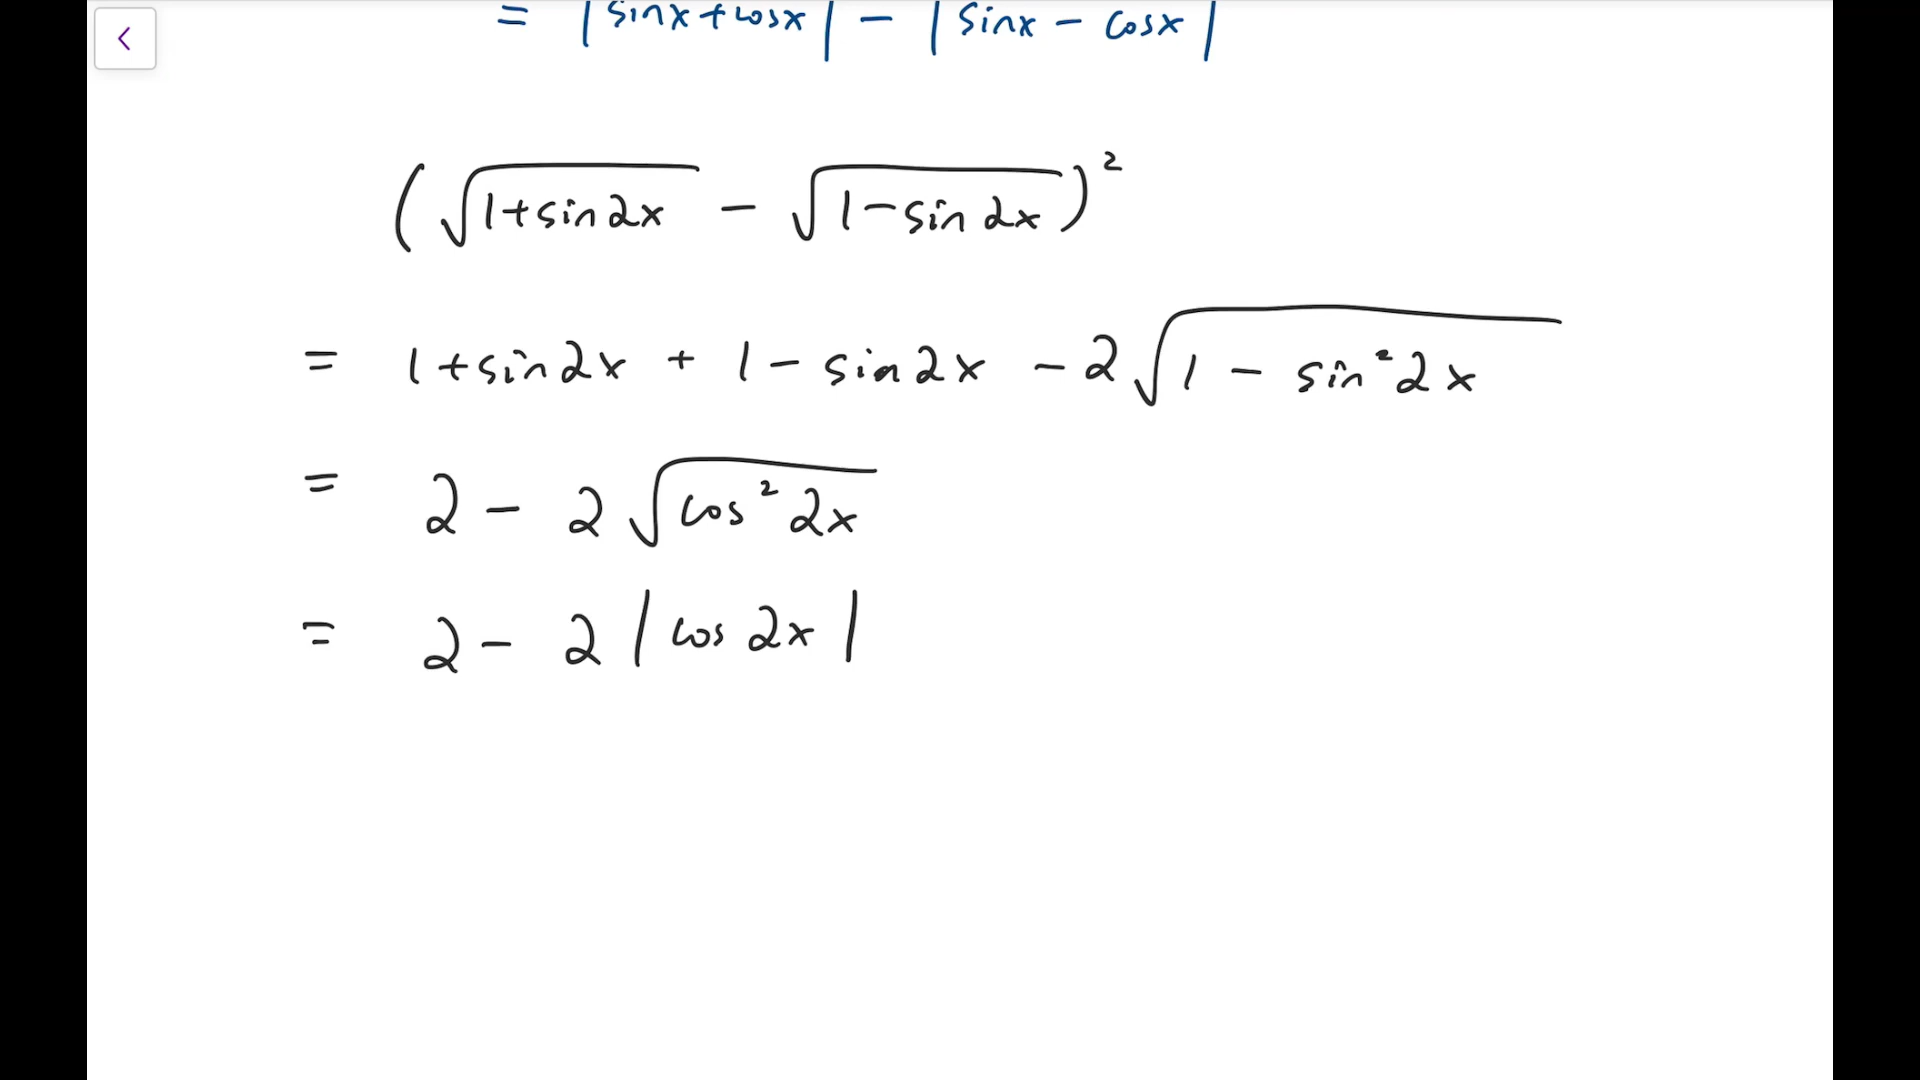 = |sinx + cosx| − |sinx − cosx|
(√(1+sin2x) − √(1−sin2x))²
= 1+sin2x + 1 − sin2x − 2√(1 − sin²2x)
= 2 − 2√(cos²2x)
= 2 − 2|cos2x|